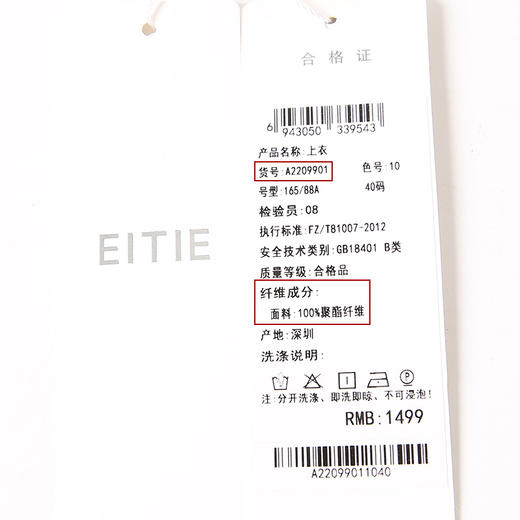 EITIE
合格证
6 943050 339543
产品名称:上衣
货号:A2209901 色号:10
号型:165/88A 40码
检验员:08
执行标准:FZ/T81007-2012
安全技术类别:GB18401 B类
质量等级:合格品
纤维成分:
面料:100%聚酯纤维
产地:深圳
洗涤说明:
P
注:分开洗涤、即洗即晾、不可浸泡!
RMB:1499
A22099011040